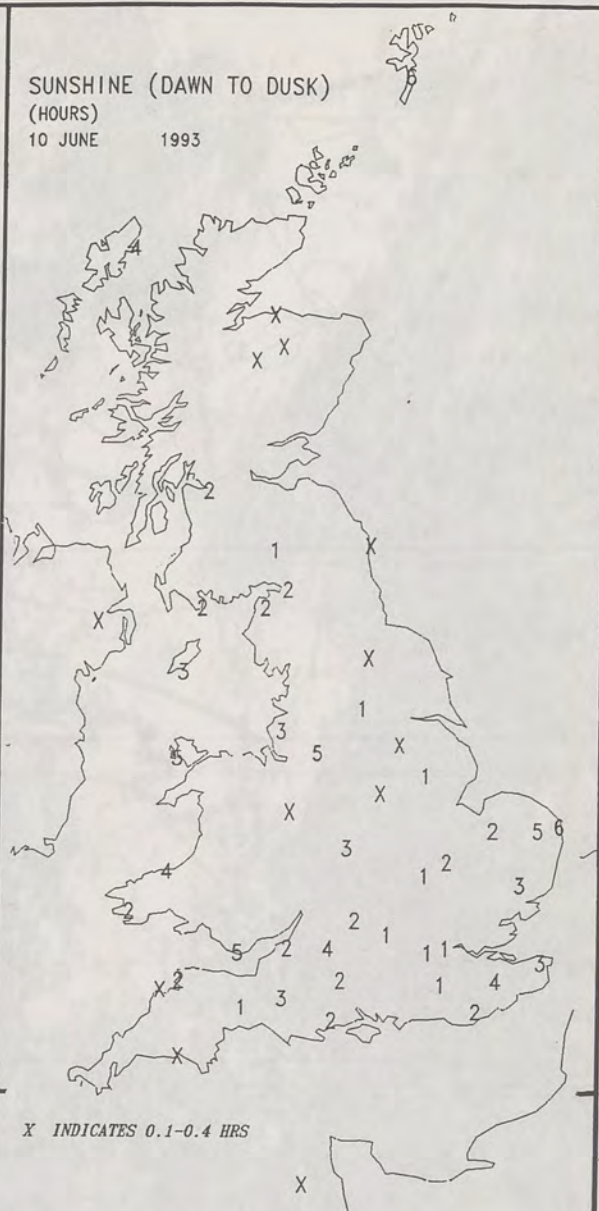 SUNSHINE (DAWN TO DUSK)
(HOURS)
10 JUNE 1993
6
4
X
X X
2
1 X
2
2 2
X
3 X
1
3
5 5 X
1
X X
2 5 6
3
4 1 2
3
2
2
1
5 2 4 1 1
3
X 2 2 1 4
1 3
2 2
X
X INDICATES 0.1-0.4 HRS
X